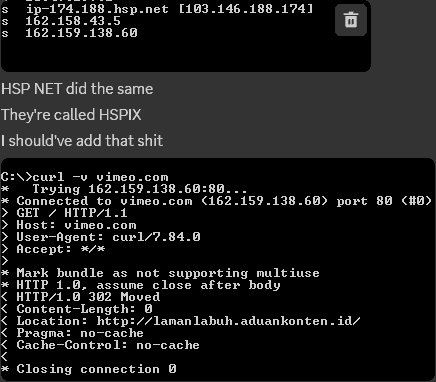 s  ip-174.188.hsp.net [103.146.188.174]
s  162.158.43.5
s  162.159.138.60
HSP NET did the same
They're called HSPIX
I should've add that shit
C:\>curl -v vimeo.com
*   Trying 162.159.138.60:80...
* Connected to vimeo.com (162.159.138.60) port 80 (#0)
> GET / HTTP/1.1
> Host: vimeo.com
> User-Agent: curl/7.84.0
> Accept: */*
>
* Mark bundle as not supporting multiuse
* HTTP 1.0, assume close after body
< HTTP/1.0 302 Moved
< Content-Length: 0
< Location: http://lamanlabuh.aduankonten.id/
< Pragma: no-cache
< Cache-Control: no-cache
<
* Closing connection 0